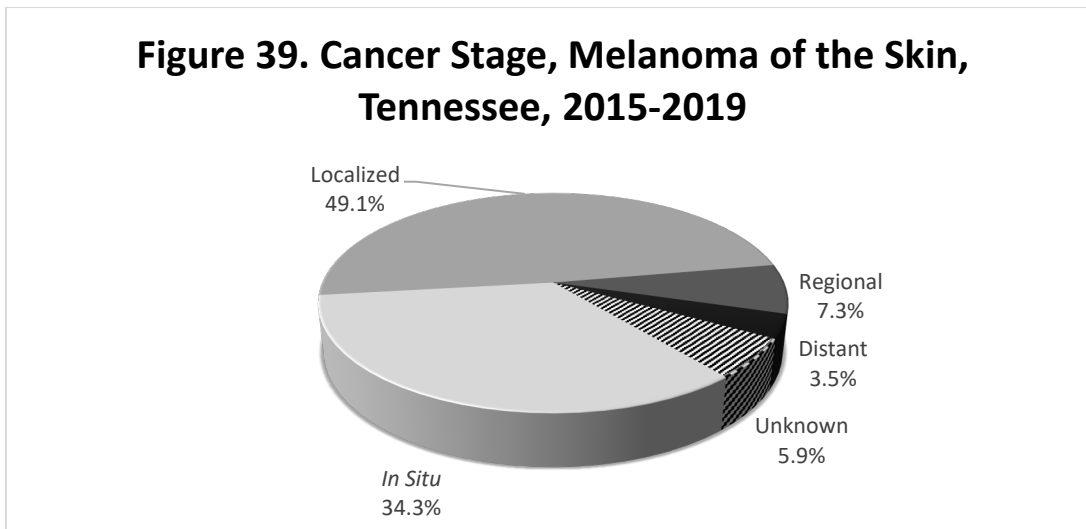 Figure 39. Cancer Stage, Melanoma of the Skin,
Tennessee, 2015-2019
Localized
49.1%
Regional
7.3%
Distant
3.5%
Unknown
5.9%
In Situ
34.3%